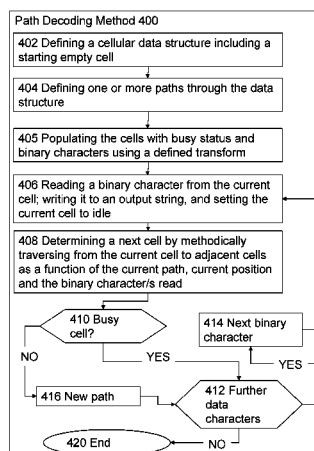 Path Decoding Method 400
402 Defining a cellular data structure including a
starting empty cell
404 Defining one or more paths through the data
structure
405 Populating the cells with busy status and
binary characters using a defined transform
406 Reading a binary character from the current
cell; writing it to an output string, and setting the
current cell to idle
408 Determining a next cell by methodically
traversing from the current cell to adjacent cells
as a function of the current path, current position
and the binary character/s read
410 Busy
cell?
414 Next binary
character
NO
YES
YES
416 New path
412 Further
data
characters
420 End
NO